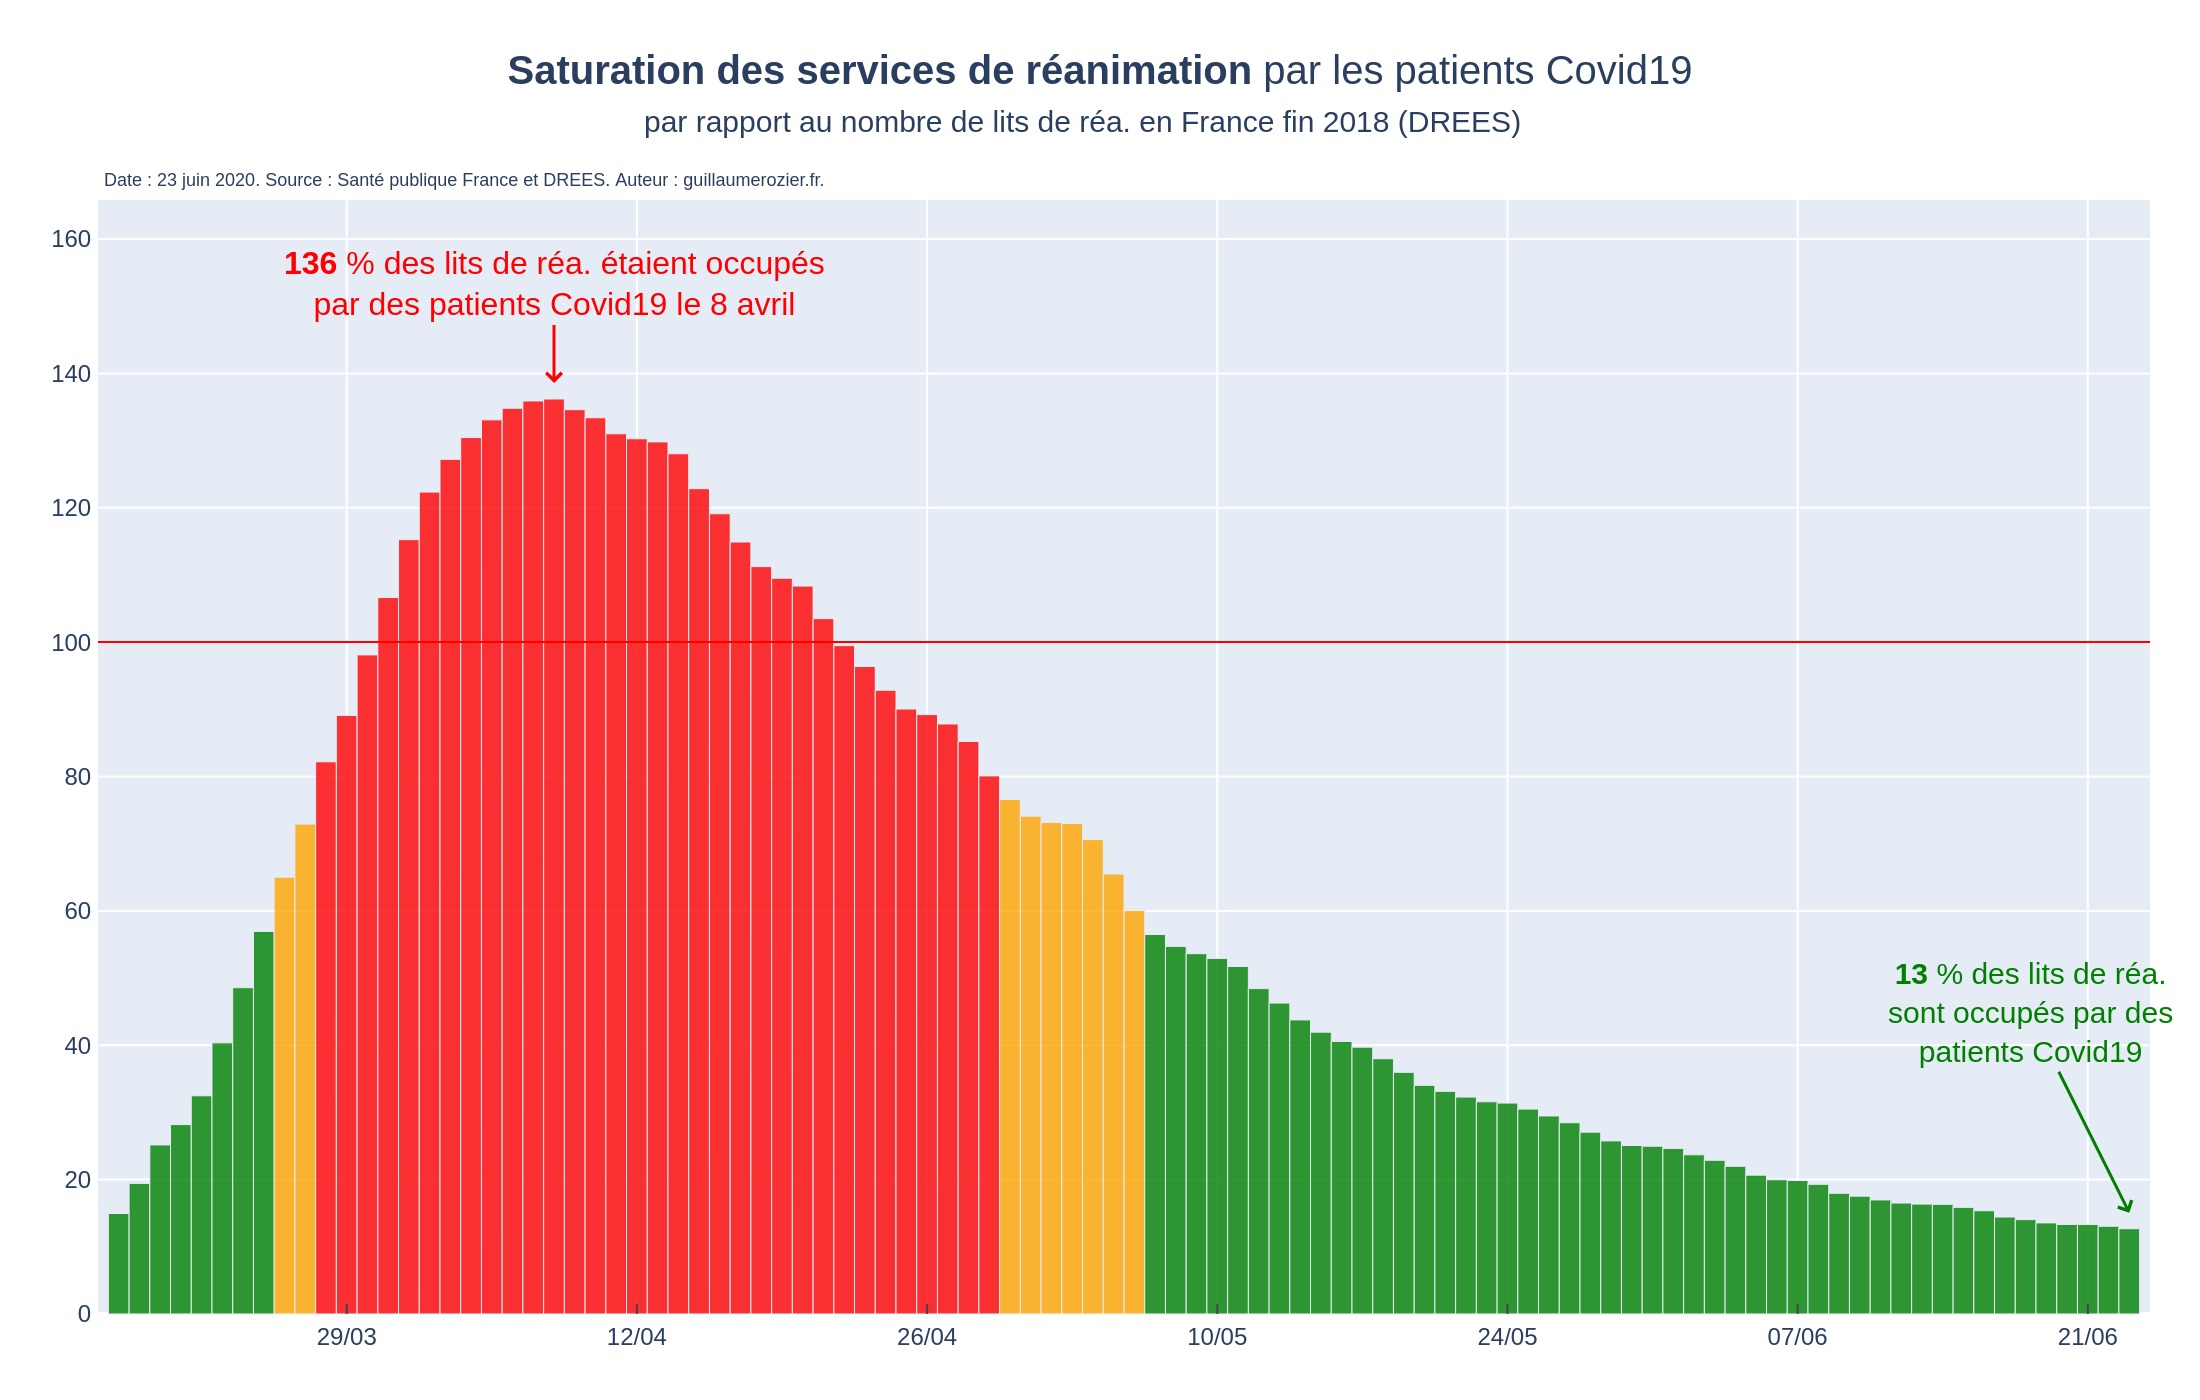 Saturation des services de réanimation par les patients Covid19
par rapport au nombre de lits de réa. en France fin 2018 (DREES)
Date : 23 juin 2020. Source : Santé publique France et DREES. Auteur : guillaumerozier.fr.
160
136 % des lits de réa. étaient occupés
par des patients Covid19 le 8 avril
140
120
100
80
60
13 % des lits de réa.
sont occupés par des
patients Covid19
40
20
0
29/03 12/04 26/04 10/05 24/05 07/06 21/06